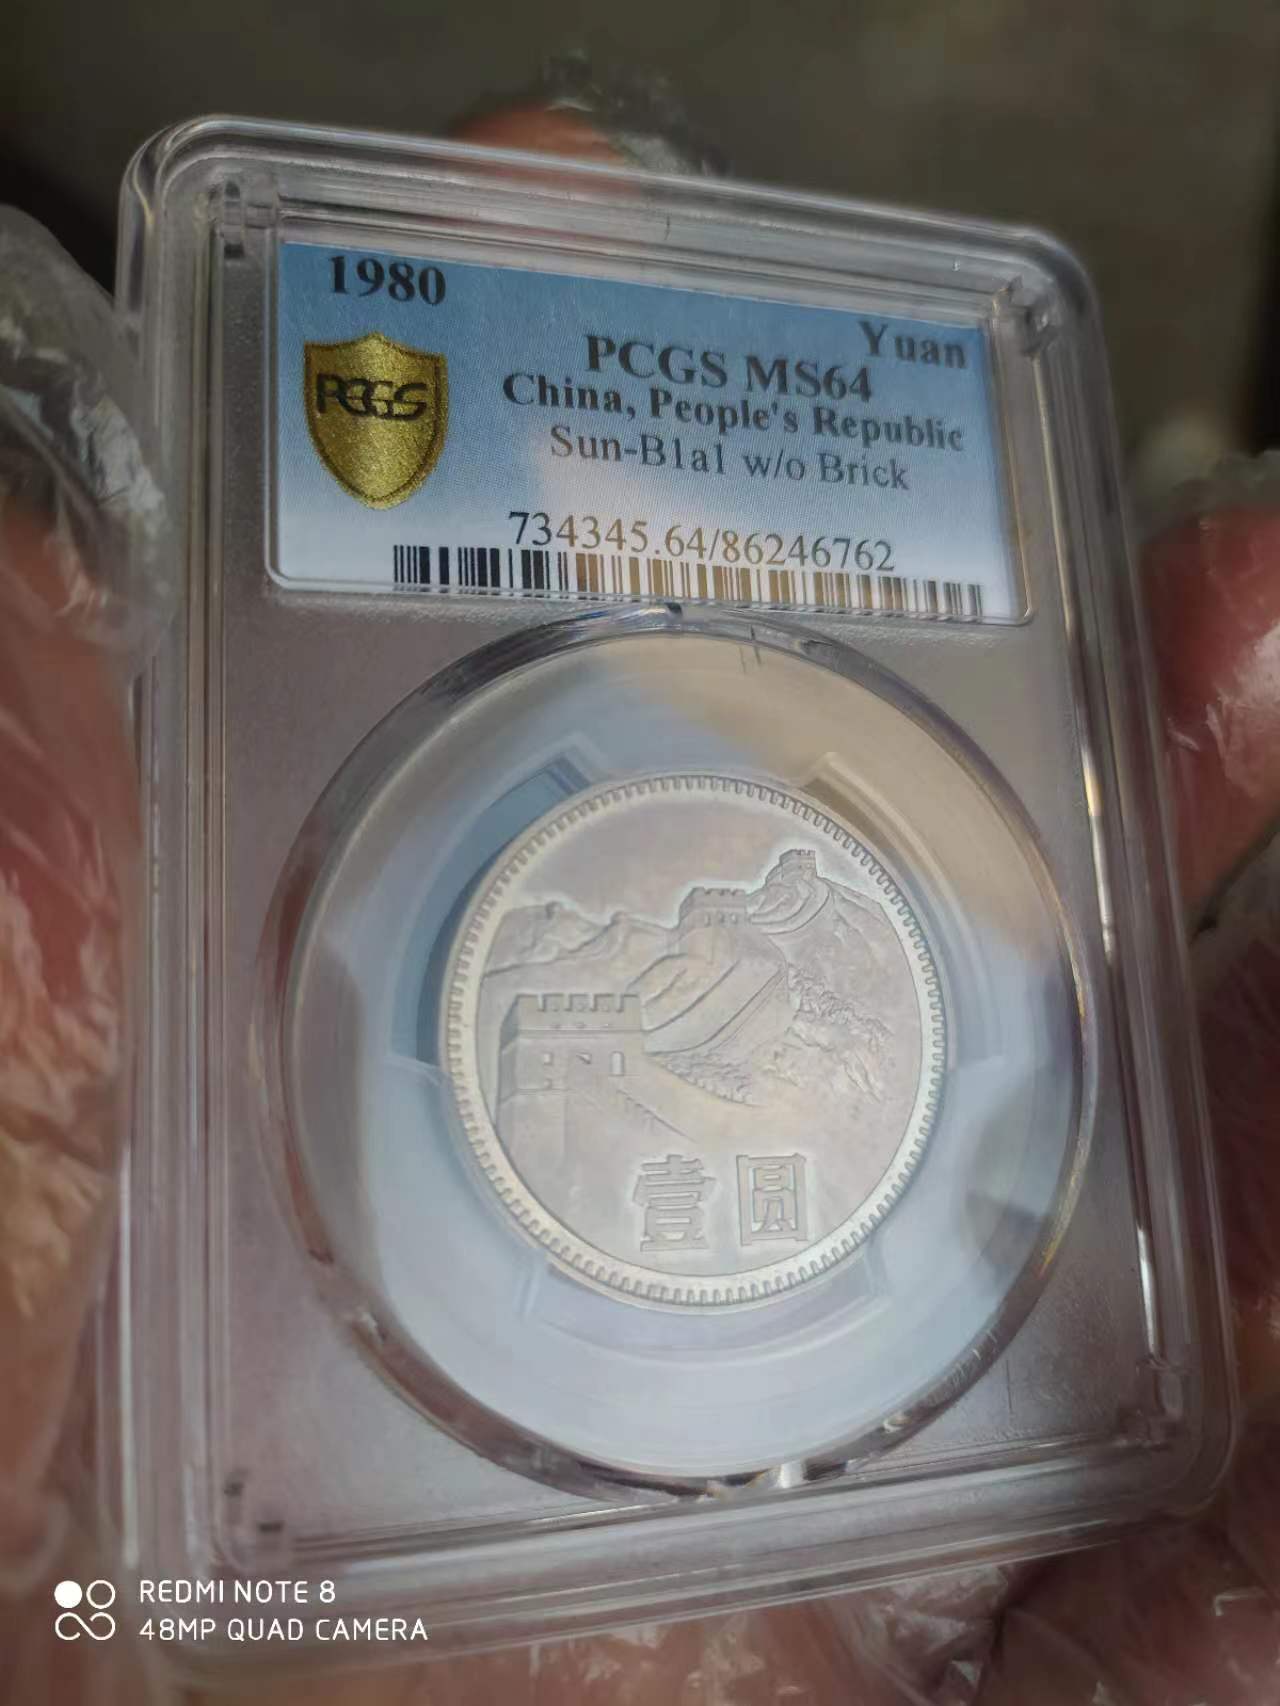 1980
Yuan
PCGS MS64
China, People's Republic
Sun-B1a1 w/o Brick
PCGS
734345.64/86246762
壹圆
REDMI NOTE 8
48MP QUAD CAMERA